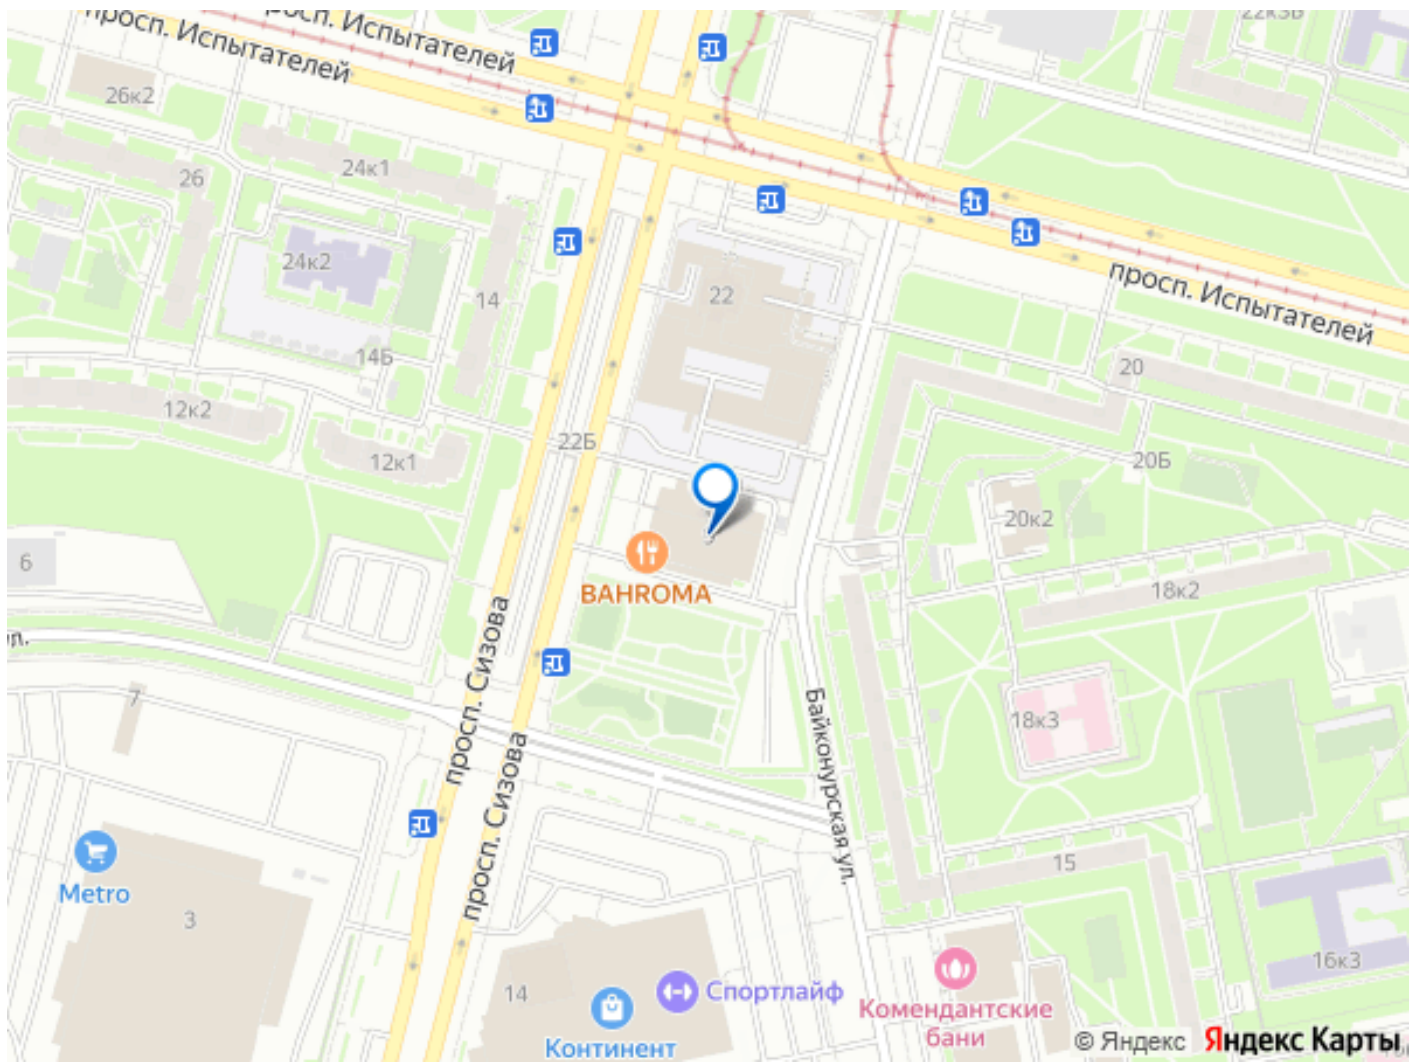 просп. Испытателей
просп. Испытателей
22к3Б
26к2
24к1
26
24к2
14
22
просп. Испытателей
14Б
20
12к2
22Б
12к1
20Б
20к2
6
BAHROMA
18к2
просп. Сизова
7
18к3
Байконурская ул.
просп. Сизова
Metro
15
3
14
Спортлайф
16к3
Комендантские
бани
Континент
© Яндекс
Яндекс Карты